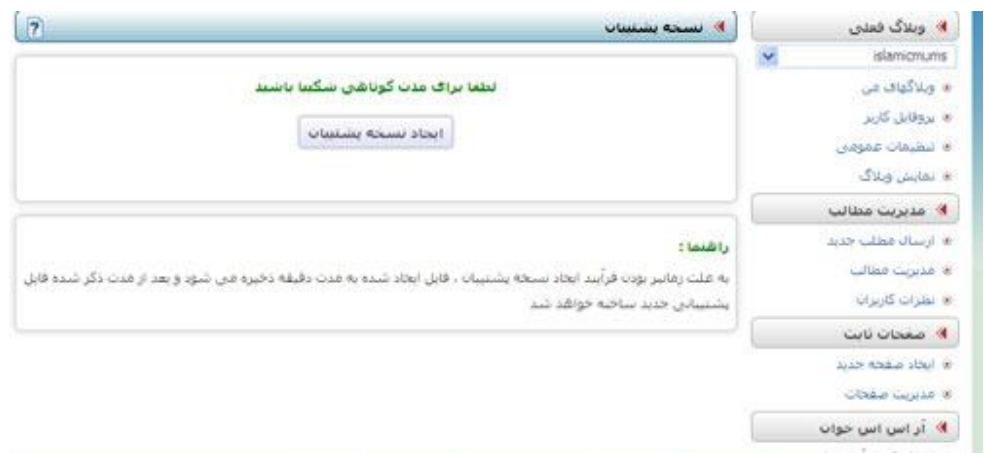 نسخه پشتیبان
?
لطفا برای مدت کوتاهی شکیبا باشید
ایجاد نسخه پشتیبان
راهنما :
به علت زمانبر بودن فرآیند ایجاد نسخه پشتیبان ، فایل ایجاد شده به مدت دقیقه ذخیره می شود و بعد از مدت ذکر شده فایل
پشتیبانی جدید ساخته خواهد شد
وبلاگ فعلی
islamicmums
وبلاگهای من
پروفایل کاربر
تنظیمات عمومی
نمایش وبلاگ
مدیریت مطالب
ارسال مطلب جدید
مدیریت مطالب
نظرات کاربران
صفحات ثابت
ایجاد صفحه جدید
مدیریت صفحات
آر اس اس خوان